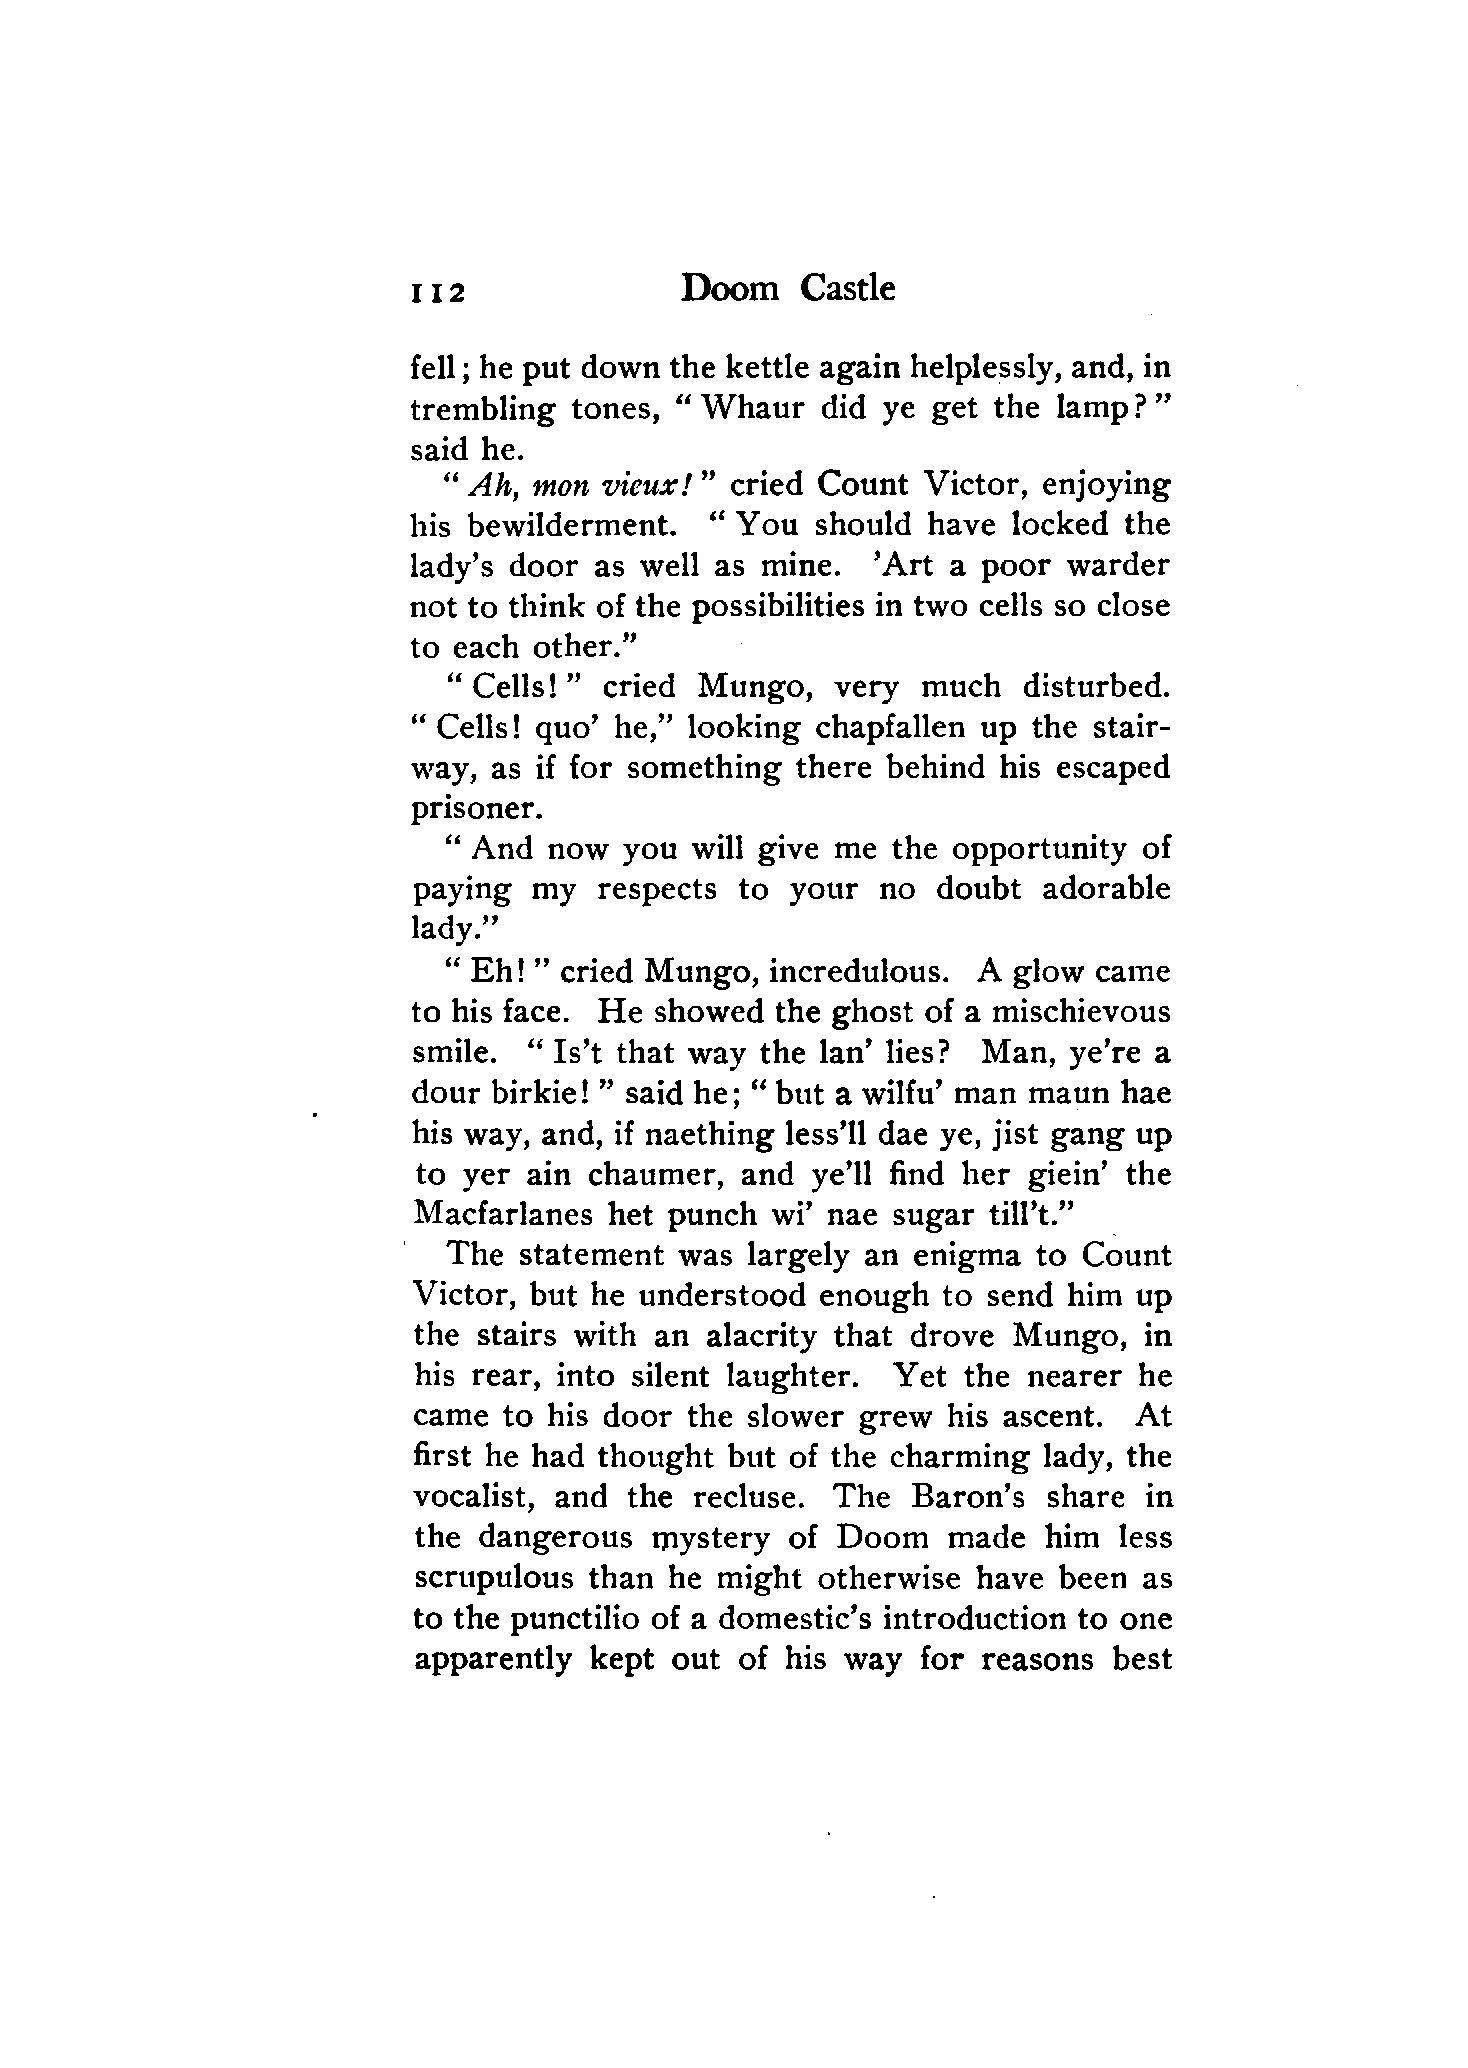 112 Doom Castle
fell; he put down the kettle again helplessly, and, in
trembling tones, “Whaur did ye get the lamp?”
said he.
“Ah, mon vieux!” cried Count Victor, enjoying
his bewilderment. “You should have locked the
lady’s door as well as mine. ’Art a poor warder
not to think of the possibilities in two cells so close
to each other.”
“Cells!” cried Mungo, very much disturbed.
“Cells! quo’ he,” looking chapfallen up the stair-
way, as if for something there behind his escaped
prisoner.
“And now you will give me the opportunity of
paying my respects to your no doubt adorable
lady.”
“Eh!” cried Mungo, incredulous. A glow came
to his face. He showed the ghost of a mischievous
smile. “Is’t that way the lan’ lies? Man, ye’re a
dour birkie!” said he; “but a wilfu’ man maun hae
his way, and, if naething less’ll dae ye, jist gang up
to yer ain chaumer, and ye’ll find her giein’ the
Macfarlanes het punch wi’ nae sugar till’t.”
The statement was largely an enigma to Count
Victor, but he understood enough to send him up
the stairs with an alacrity that drove Mungo, in
his rear, into silent laughter. Yet the nearer he
came to his door the slower grew his ascent. At
first he had thought but of the charming lady, the
vocalist, and the recluse. The Baron’s share in
the dangerous mystery of Doom made him less
scrupulous than he might otherwise have been as
to the punctilio of a domestic’s introduction to one
apparently kept out of his way for reasons best